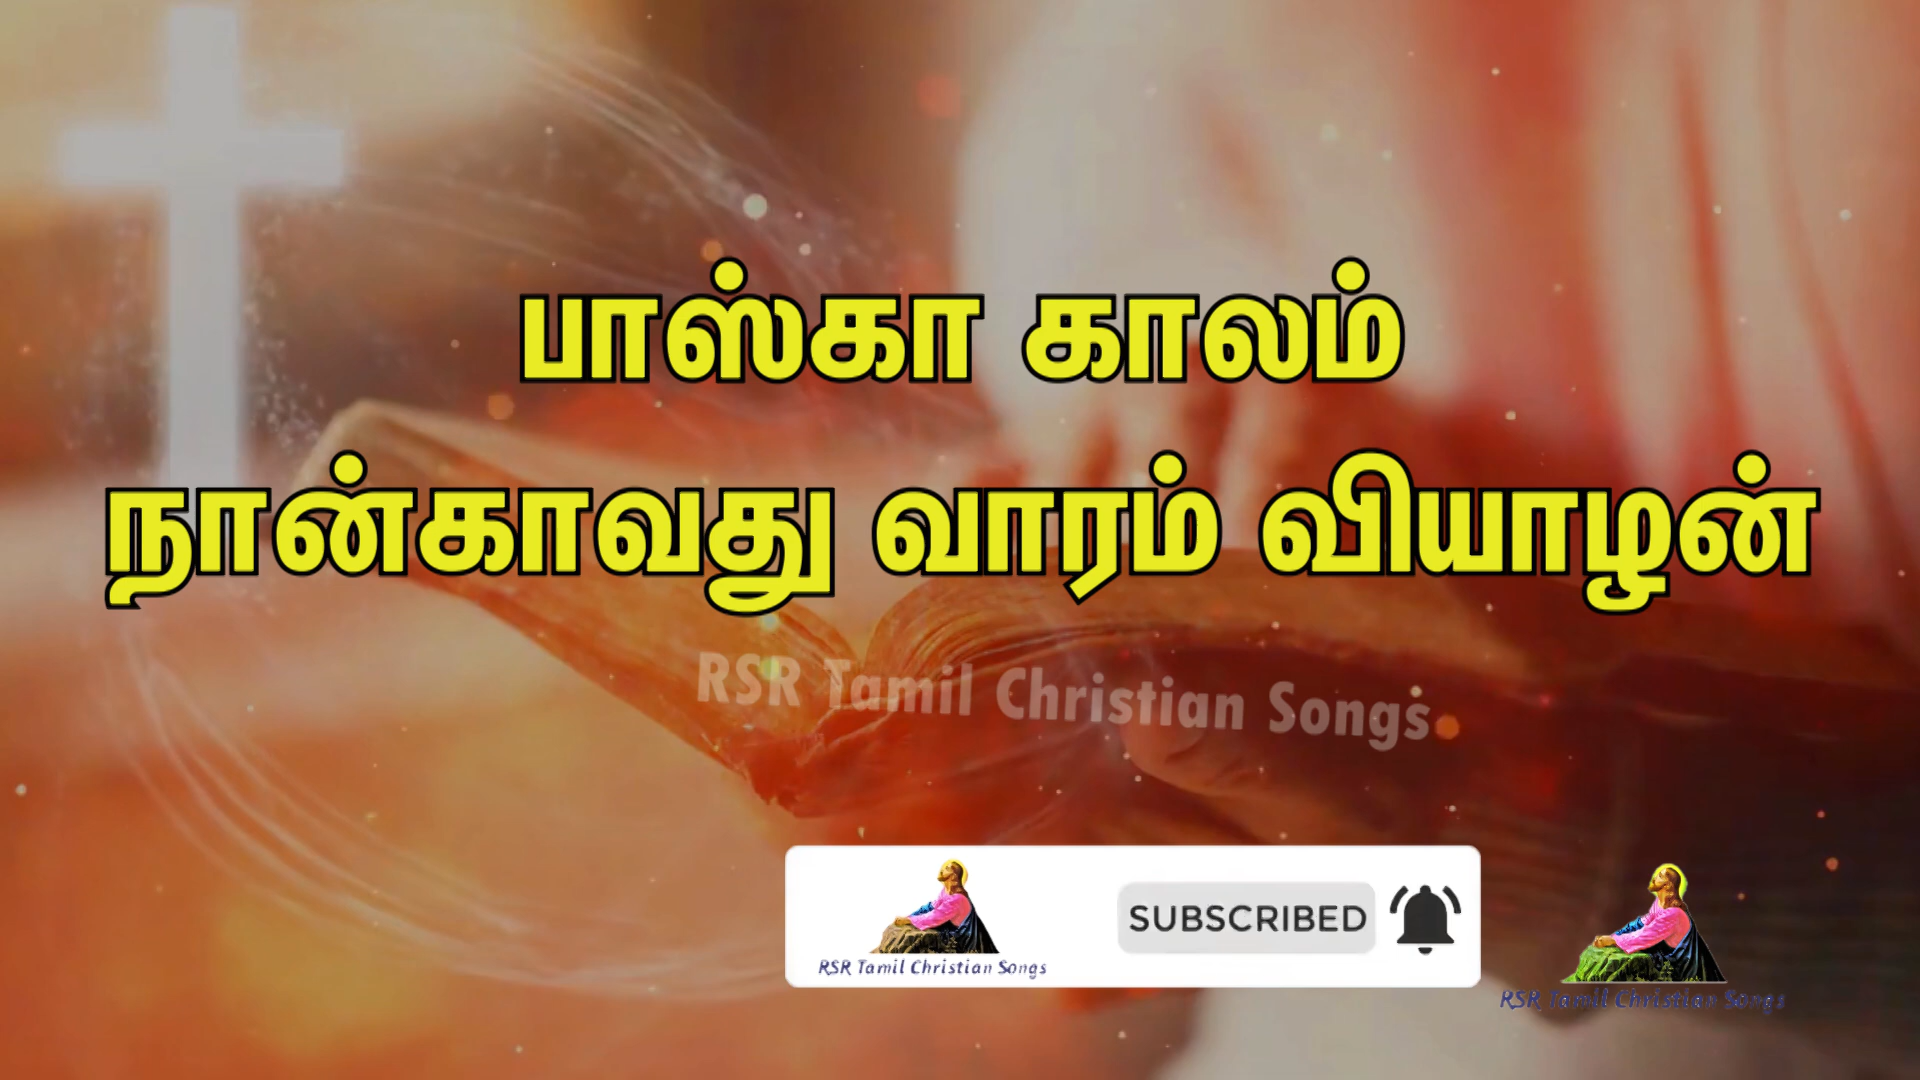 பாஸ்கா காலம்
நான்காவது வாரம் வியாழன்
RSR Tamil Christian Songs
SUBSCRIBED
RSR Tamil Christian Songs
RSR Tamil Christian Songs